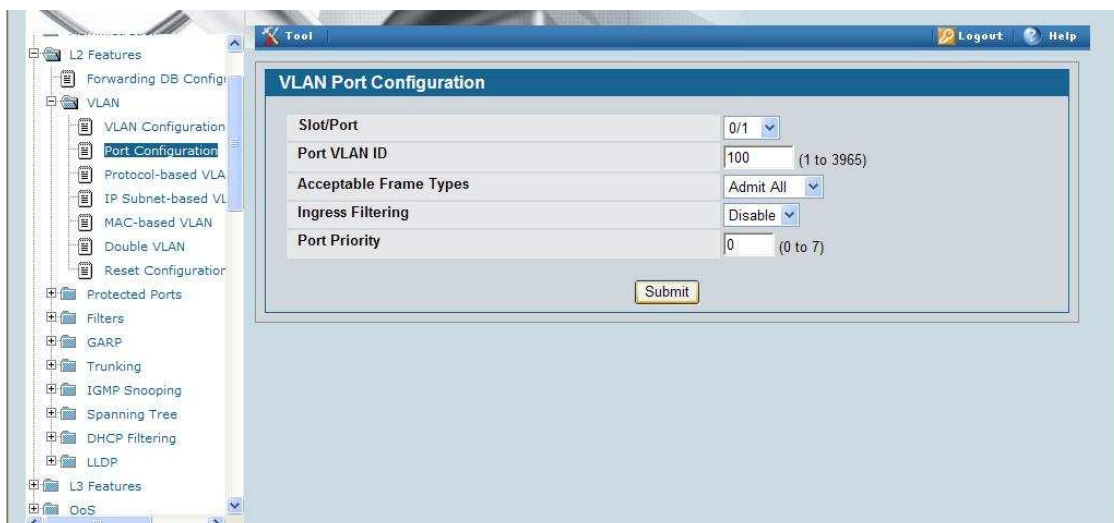 Tool
Logout
Help
L2 Features
Forwarding DB Configu
VLAN
VLAN Configuration
Port Configuration
Protocol-based VLA
IP Subnet-based VL
MAC-based VLAN
Double VLAN
Reset Configuration
Protected Ports
Filters
GARP
Trunking
IGMP Snooping
Spanning Tree
DHCP Filtering
LLDP
L3 Features
QoS
VLAN Port Configuration
Slot/Port 0/1
Port VLAN ID 100 (1 to 3965)
Acceptable Frame Types Admit All
Ingress Filtering Disable
Port Priority 0 (0 to 7)
Submit